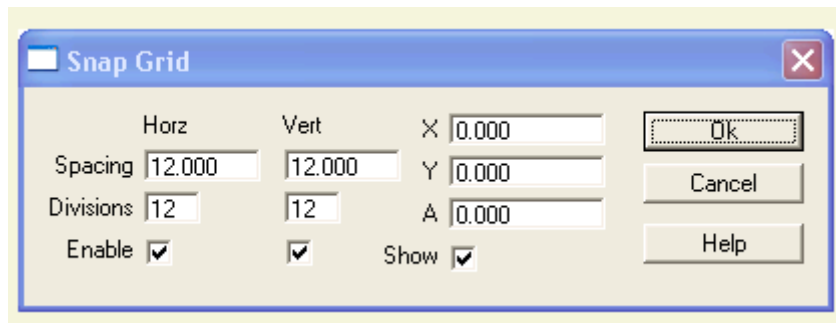 Snap Grid
Horz Vert X 0.000 Ok
Spacing 12.000 12.000 Y 0.000 Cancel
Divisions 12 12 A 0.000
Enable Show Help